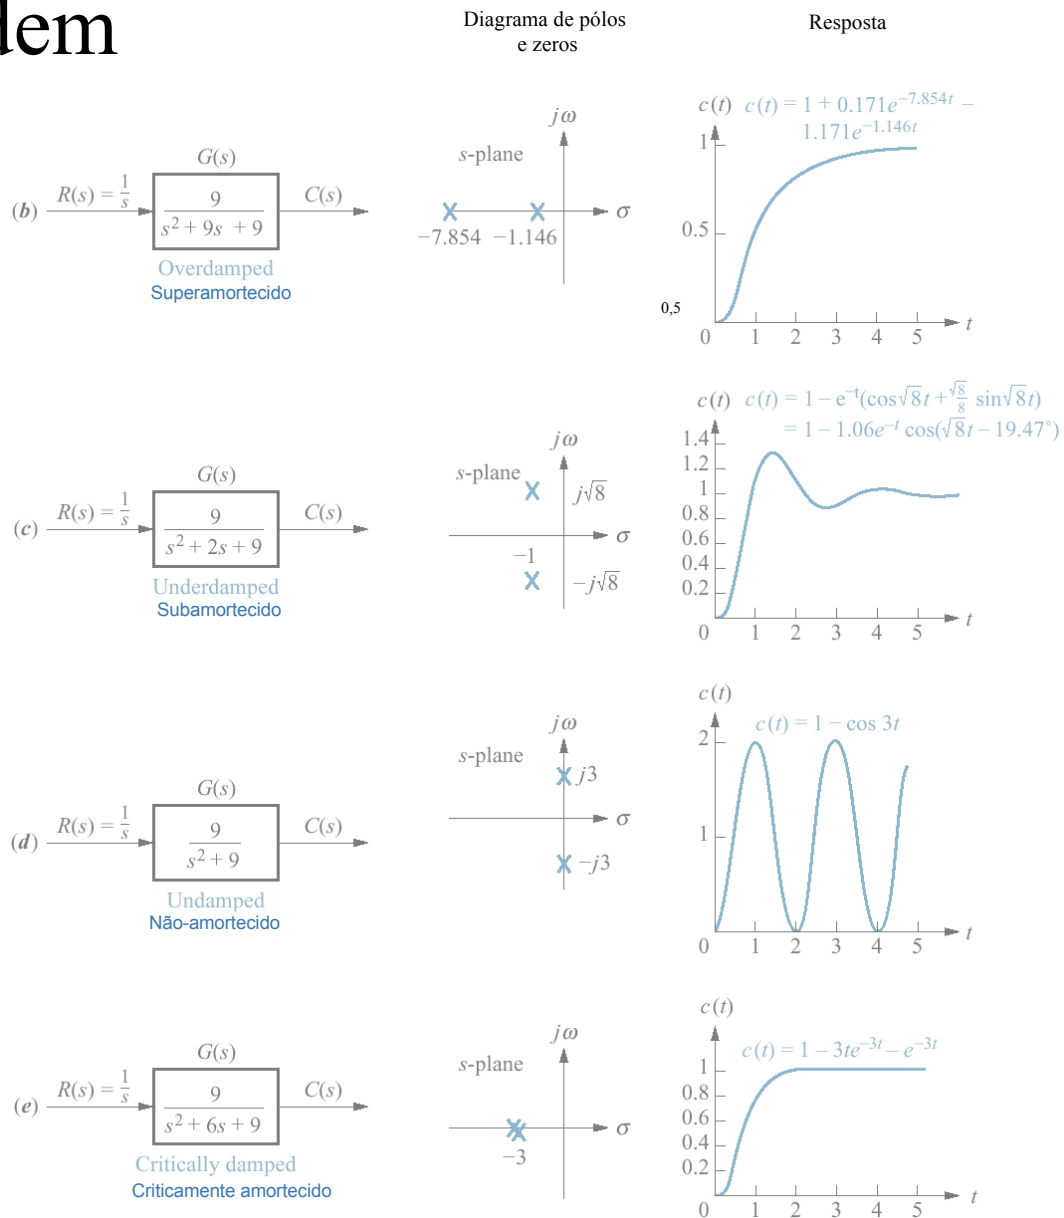 dem
Diagrama de pólos
e zeros
Resposta
(b)
R(s) = 1/s
G(s)
9
s² + 9s + 9
C(s)
Overdamped
Superamortecido
jω
s-plane
σ
−7.854 −1.146
c(t) c(t) = 1 + 0.171e^−7.854t −
1.171e^−1.146t
1
0.5
0,5
0 1 2 3 4 5 t
(c)
R(s) = 1/s
G(s)
9
s² + 2s + 9
C(s)
Underdamped
Subamortecido
jω
s-plane
j√8
σ
−1
−j√8
c(t) c(t) = 1 − e^−t(cos√8t + √8/8 sin√8t)
= 1 − 1.06e^−t cos(√8t − 19.47°)
1.4
1.2
1
0.8
0.6
0.4
0.2
0 1 2 3 4 5 t
(d)
R(s) = 1/s
G(s)
9
s² + 9
C(s)
Undamped
Não-amortecido
jω
s-plane
j3
σ
−j3
c(t)
c(t) = 1 − cos 3t
2
1
0 1 2 3 4 5 t
(e)
R(s) = 1/s
G(s)
9
s² + 6s + 9
C(s)
Critically damped
Criticamente amortecido
jω
s-plane
σ
−3
c(t)
c(t) = 1 − 3te^−3t − e^−3t
1
0.8
0.6
0.4
0.2
0 1 2 3 4 5 t